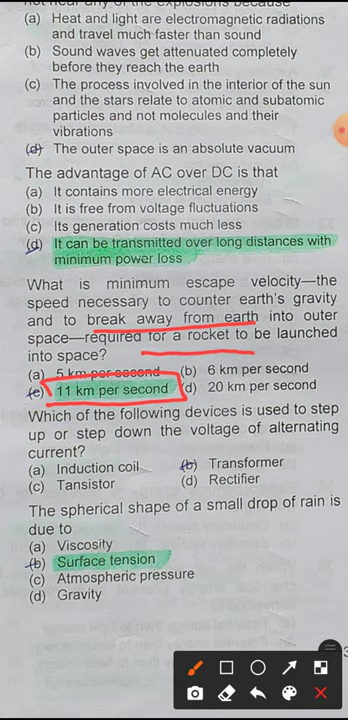 not hear any of the explosions because
(a) Heat and light are electromagnetic radiations
and travel much faster than sound
(b) Sound waves get attenuated completely
before they reach the earth
(c) The process involved in the interior of the sun
and the stars relate to atomic and subatomic
particles and not molecules and their
vibrations
(d) The outer space is an absolute vacuum
The advantage of AC over DC is that
(a) It contains more electrical energy
(b) It is free from voltage fluctuations
(c) Its generation costs much less
(d) It can be transmitted over long distances with
minimum power loss
What is minimum escape velocity—the
speed necessary to counter earth's gravity
and to break away from earth into outer
space—required for a rocket to be launched
into space?
(a) 5 km per second (b) 6 km per second
(c) 11 km per second (d) 20 km per second
Which of the following devices is used to step
up or step down the voltage of alternating
current?
(a) Induction coil (b) Transformer
(c) Tansistor (d) Rectifier
The spherical shape of a small drop of rain is
due to
(a) Viscosity
(b) Surface tension
(c) Atmospheric pressure
(d) Gravity